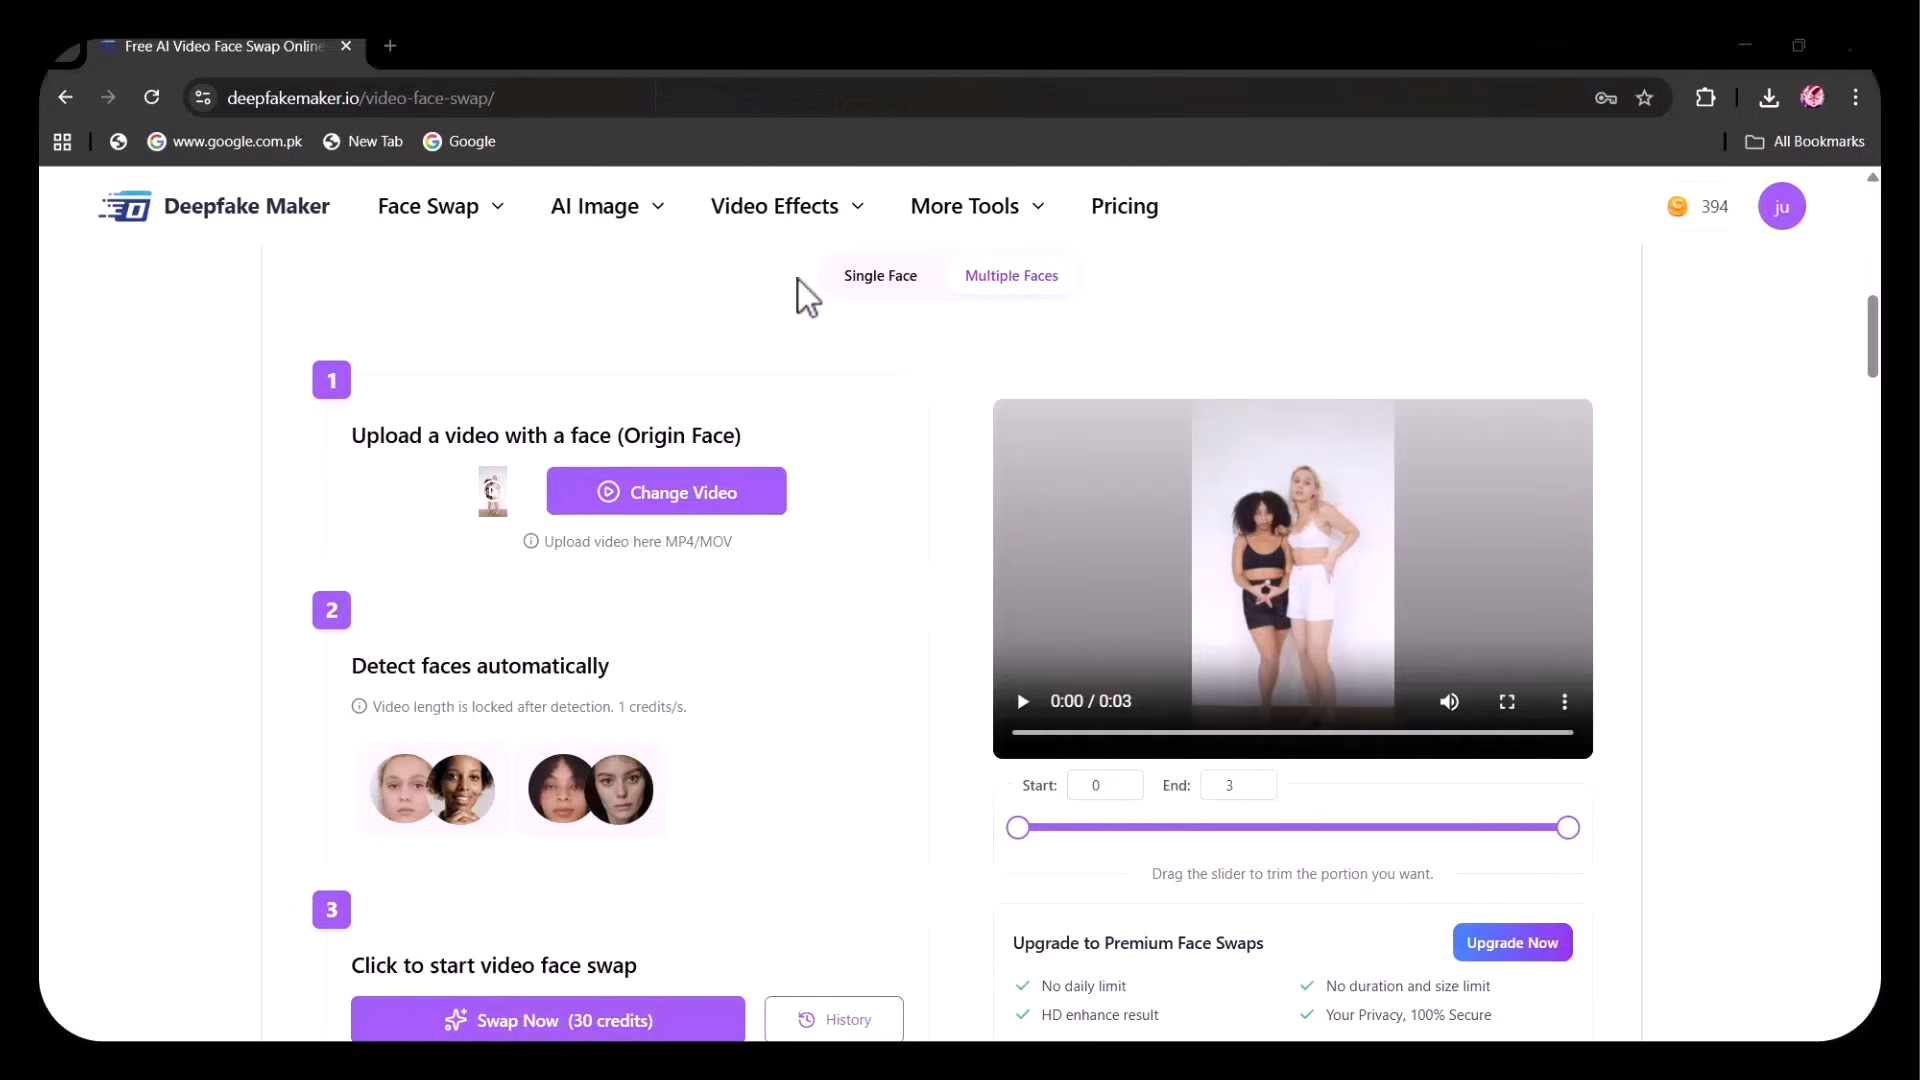 Free AI Video Face Swap Online
deepfakemaker.io/video-face-swap/
www.google.com.pk
New Tab
Google
All Bookmarks
Deepfake Maker
Face Swap
AI Image
Video Effects
More Tools
Pricing
394
ju
Single Face
Multiple Faces
1
Upload a video with a face (Origin Face)
Change Video
Upload video here MP4/MOV
2
Detect faces automatically
Video length is locked after detection. 1 credits/s.
0:00 / 0:03
Start: 0 End: 3
Drag the slider to trim the portion you want.
3
Click to start video face swap
Swap Now (30 credits)
History
Upgrade to Premium Face Swaps
Upgrade Now
No daily limit
No duration and size limit
HD enhance result
Your Privacy, 100% Secure